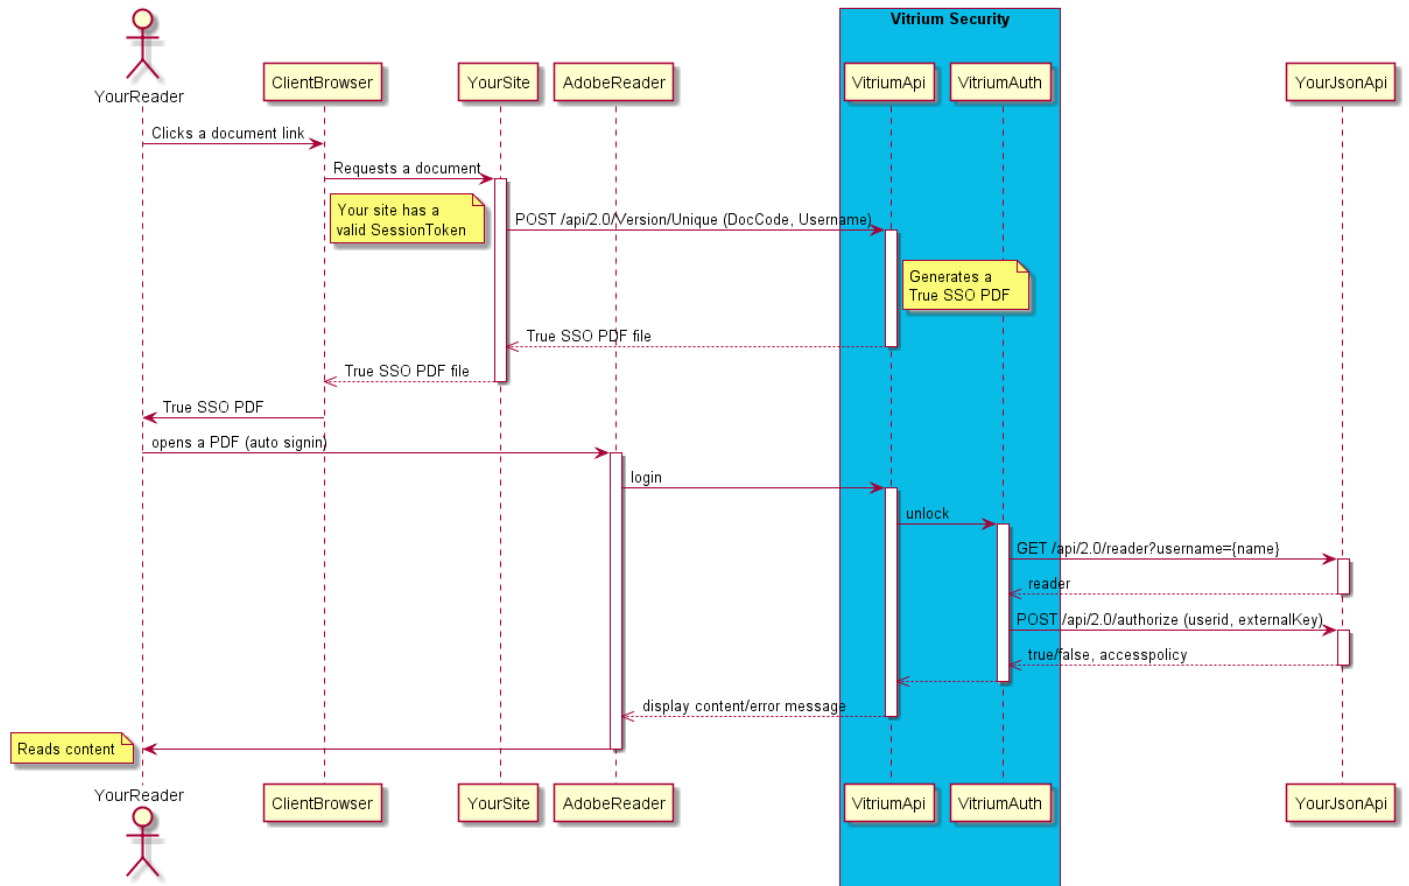 Vitrium Security
YourReader
ClientBrowser
YourSite
AdobeReader
VitriumApi
VitriumAuth
YourJsonApi
Clicks a document link
Requests a document
Your site has a
valid SessionToken
POST /api/2.0/Version/Unique (DocCode, Username)
Generates a
True SSO PDF
True SSO PDF file
True SSO PDF file
True SSO PDF
opens a PDF (auto signin)
login
unlock
GET /api/2.0/reader?username={name}
reader
POST /api/2.0/authorize (userid, externalKey)
true/false, accesspolicy
display content/error message
Reads content
YourReader
ClientBrowser
YourSite
AdobeReader
VitriumApi
VitriumAuth
YourJsonApi